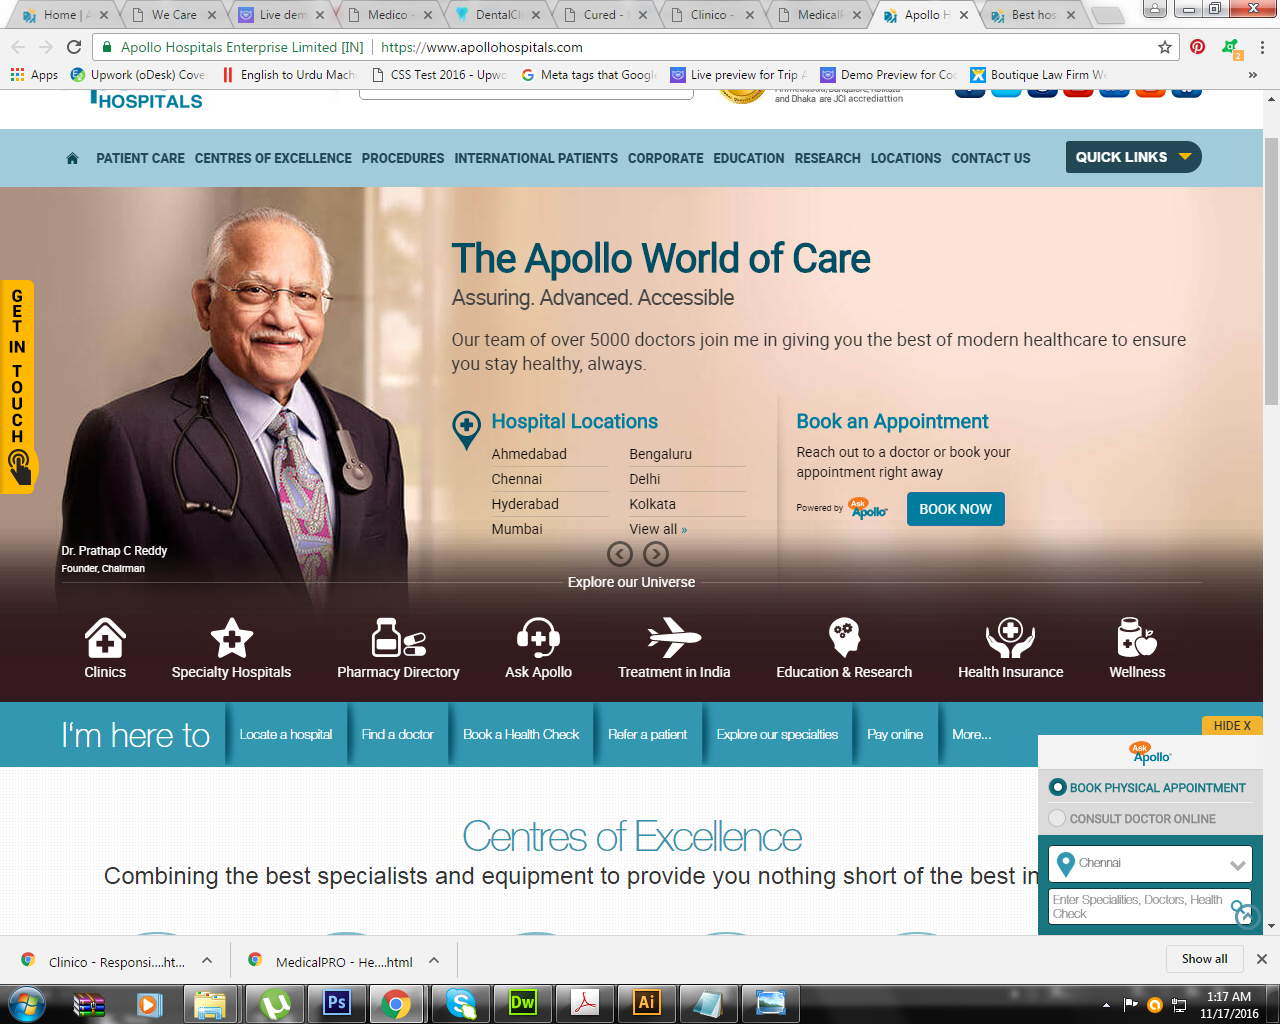 Home | A
We Care
Live dem
Medico -
DentalCli
Cured -
Clinico -
MedicalP
Apollo H
Best hos
Apollo Hospitals Enterprise Limited [IN]
https://www.apollohospitals.com
2
Apps
Upwork (oDesk) Cove
English to Urdu Mach
CSS Test 2016 - Upwo
Meta tags that Googl
Live preview for Trip A
Demo Preview for Co
Boutique Law Firm W
»
HOSPITALS
and Dhaka are JCI accrediattion
PATIENT CARE
CENTRES OF EXCELLENCE
PROCEDURES
INTERNATIONAL PATIENTS
CORPORATE
EDUCATION
RESEARCH
LOCATIONS
CONTACT US
QUICK LINKS
GET IN TOUCH
The Apollo World of Care
Assuring. Advanced. Accessible
Our team of over 5000 doctors join me in giving you the best of modern healthcare to ensure
you stay healthy, always.
Hospital Locations
Ahmedabad
Bengaluru
Chennai
Delhi
Hyderabad
Kolkata
Mumbai
View all »
Book an Appointment
Reach out to a doctor or book your
appointment right away
Powered by
Ask
Apollo
BOOK NOW
Dr. Prathap C Reddy
Founder, Chairman
Explore our Universe
Clinics
Specialty Hospitals
Pharmacy Directory
Ask Apollo
Treatment in India
Education & Research
Health Insurance
Wellness
I'm here to
Locate a hospital
Find a doctor
Book a Health Check
Refer a patient
Explore our specialties
Pay online
More...
HIDE X
Ask
Apollo
BOOK PHYSICAL APPOINTMENT
CONSULT DOCTOR ONLINE
Chennai
Enter Specialities, Doctors, Health
Check
Centres of Excellence
Combining the best specialists and equipment to provide you nothing short of the best in
Clinico - Responsi....ht...
MedicalPRO - He....html
Show all
Ps
Dw
Ai
1:17 AM
11/17/2016